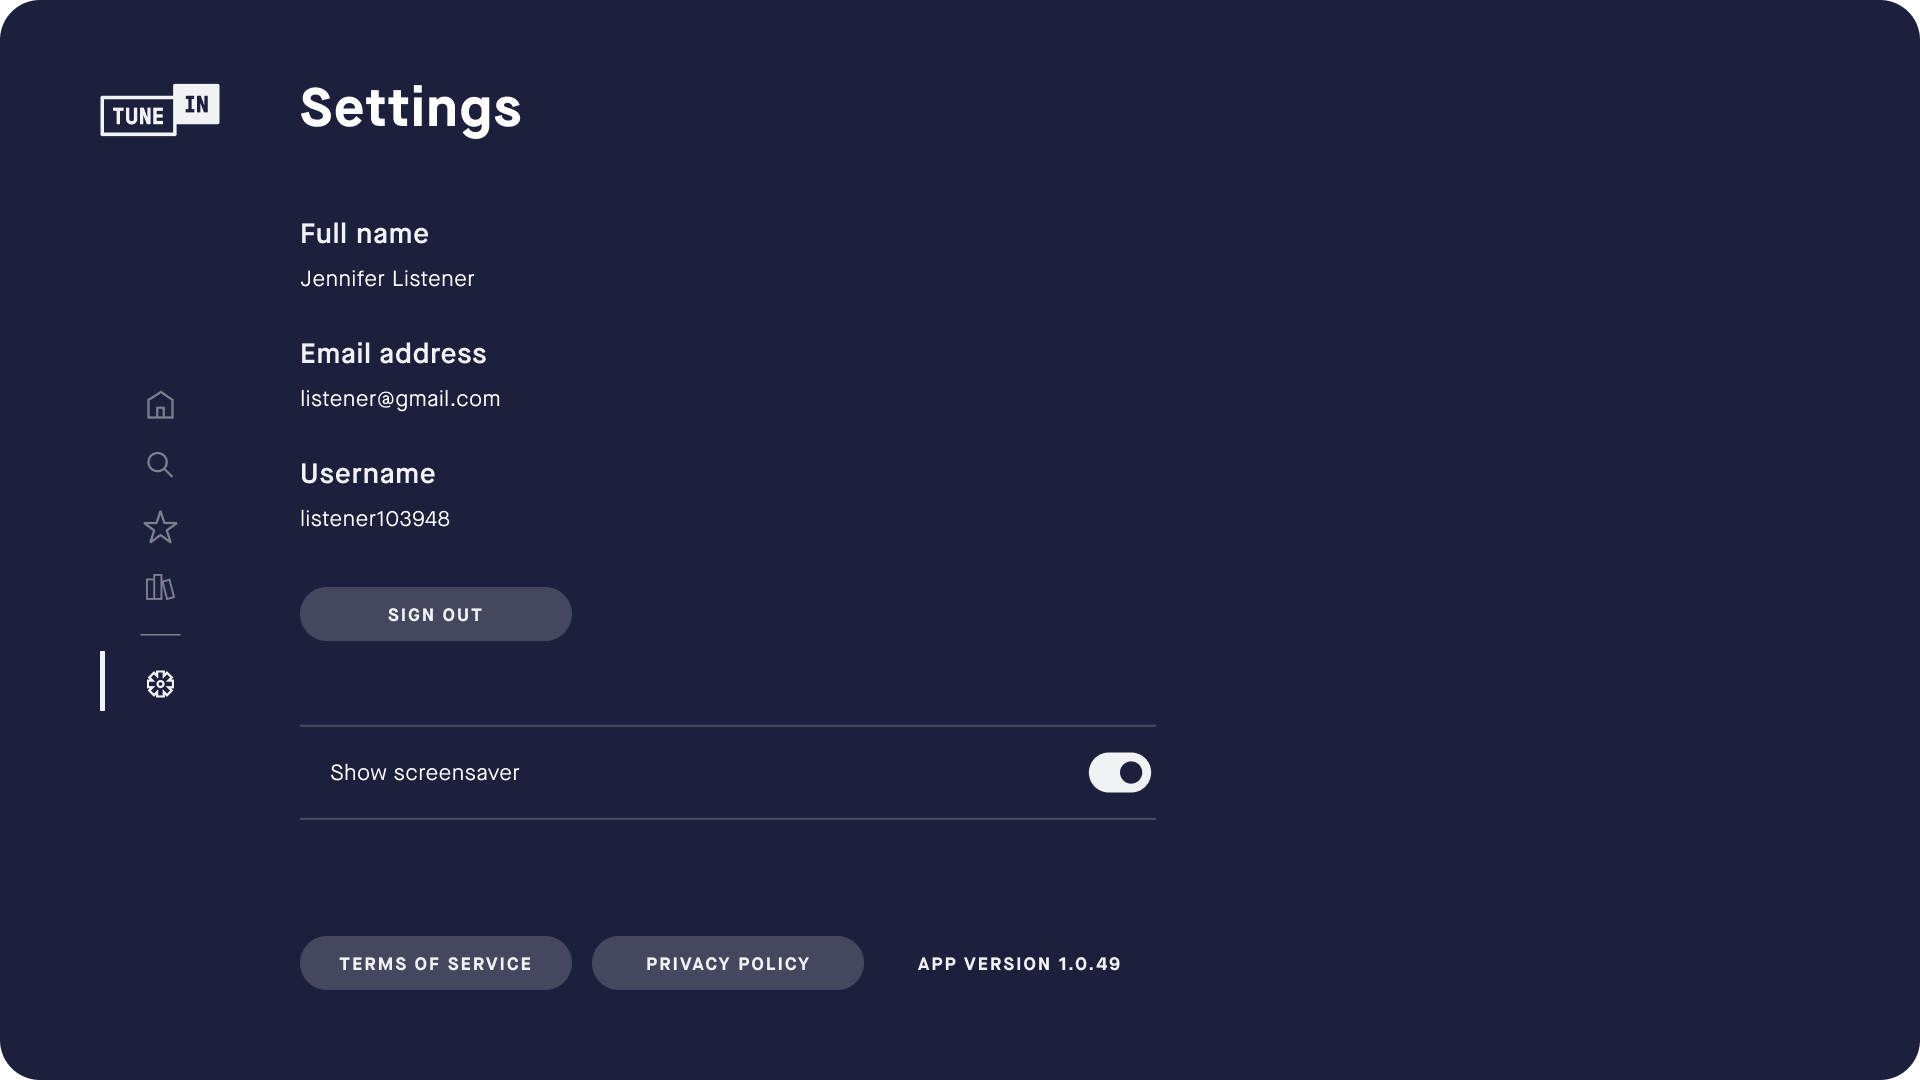 TUNE IN
Settings
Full name
Jennifer Listener
Email address
listener@gmail.com
Username
listener103948
SIGN OUT
Show screensaver
TERMS OF SERVICE
PRIVACY POLICY
APP VERSION 1.0.49